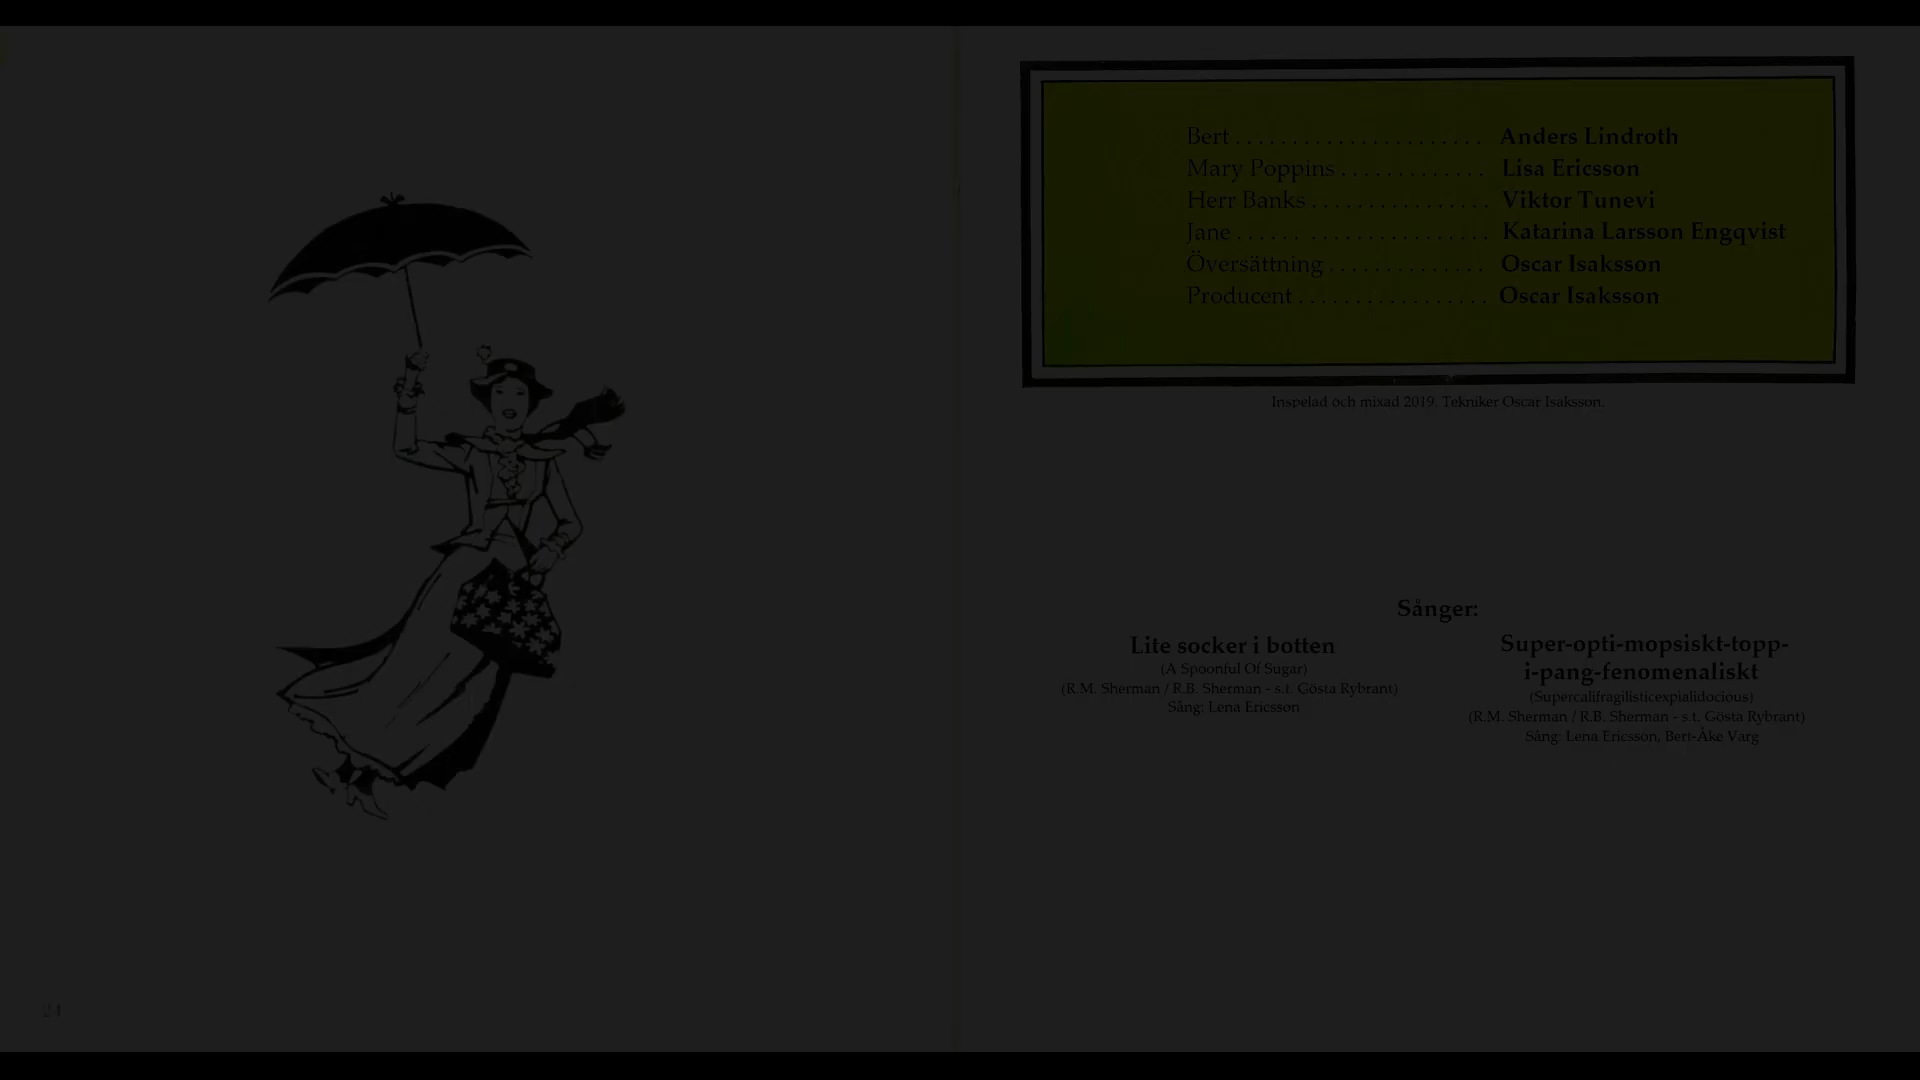 Bert . . . . . . . . . . . . . . . . . . . . . . Anders Lindroth
Mary Poppins . . . . . . . . . . . . . Lisa Ericsson
Herr Banks . . . . . . . . . . . . . . . . Viktor Tunevi
Jane . . . . . . . . . . . . . . . . . . . . . . Katarina Larsson Engqvist
Översättning . . . . . . . . . . . . . . Oscar Isaksson
Producent . . . . . . . . . . . . . . . . . Oscar Isaksson
Inspelad och mixad 2019. Tekniker Oscar Isaksson.
Sånger:
Lite socker i botten
(A Spoonful Of Sugar)
(R.M. Sherman / R.B. Sherman - s.t. Gösta Rybrant)
Sång: Lena Ericsson
Super-opti-mopsiskt-topp-
i-pang-fenomenaliskt
(Supercalifragilisticexpialidocious)
(R.M. Sherman / R.B. Sherman - s.t. Gösta Rybrant)
Sång: Lena Ericsson, Bert-Åke Varg
24